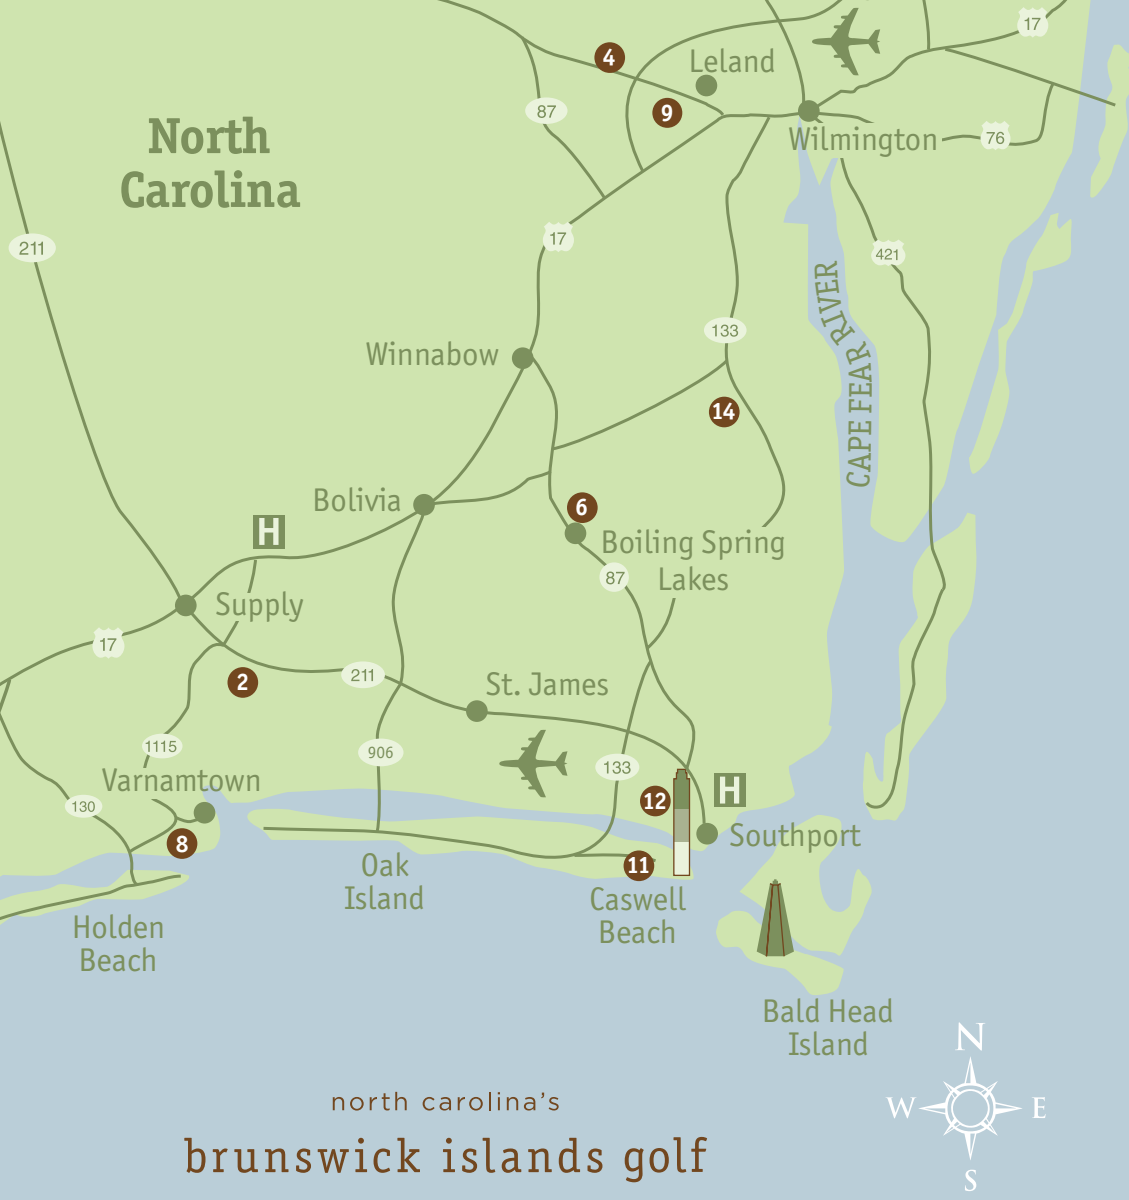 17
4
Leland
87
9
Wilmington
76
North
Carolina
211
17
421
CAPE FEAR RIVER
133
Winnabow
14
Bolivia
6
H
Boiling Spring
Lakes
87
Supply
17
2
211
St. James
1115
906
133
Varnamtown
12
H
130
8
Southport
Oak
Island
11
Caswell
Beach
Holden
Beach
Bald Head
Island
N
W
E
S
north carolina's
brunswick islands golf